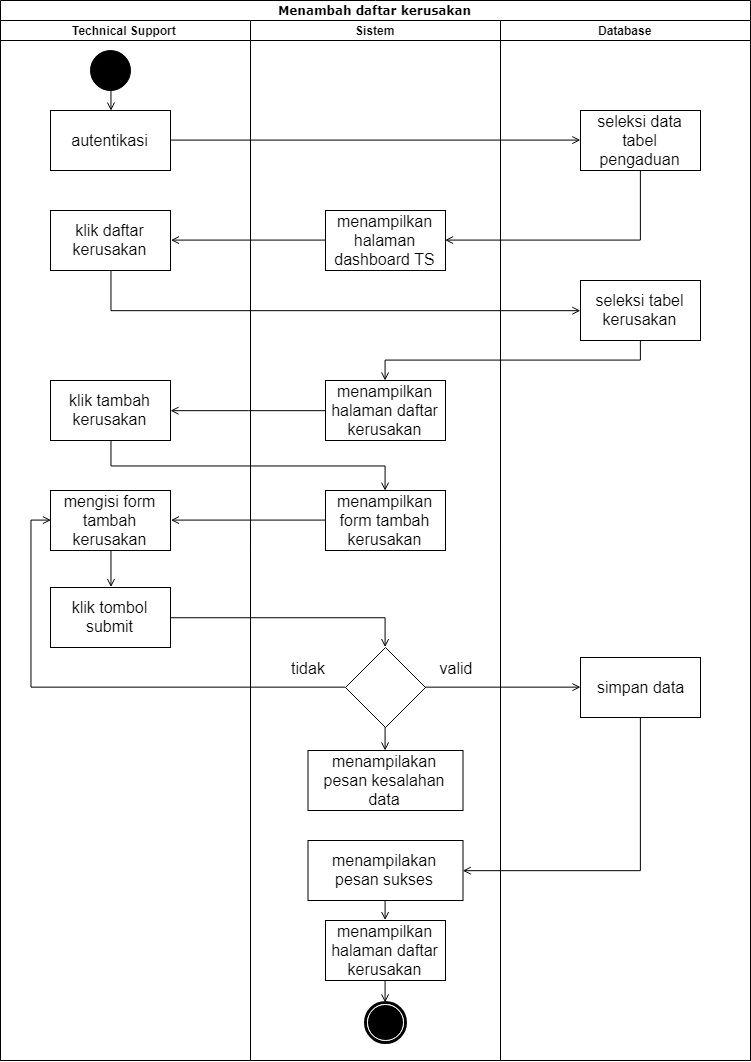 Menambah daftar kerusakan
Technical Support
Sistem
Database
autentikasi
seleksi data
tabel
pengaduan
klik daftar
kerusakan
menampilkan
halaman
dashboard TS
seleksi tabel
kerusakan
klik tambah
kerusakan
menampilkan
halaman daftar
kerusakan
mengisi form
tambah
kerusakan
menampilkan
form tambah
kerusakan
klik tombol
submit
tidak
valid
simpan data
menampilakan
pesan kesalahan
data
menampilakan
pesan sukses
menampilkan
halaman daftar
kerusakan